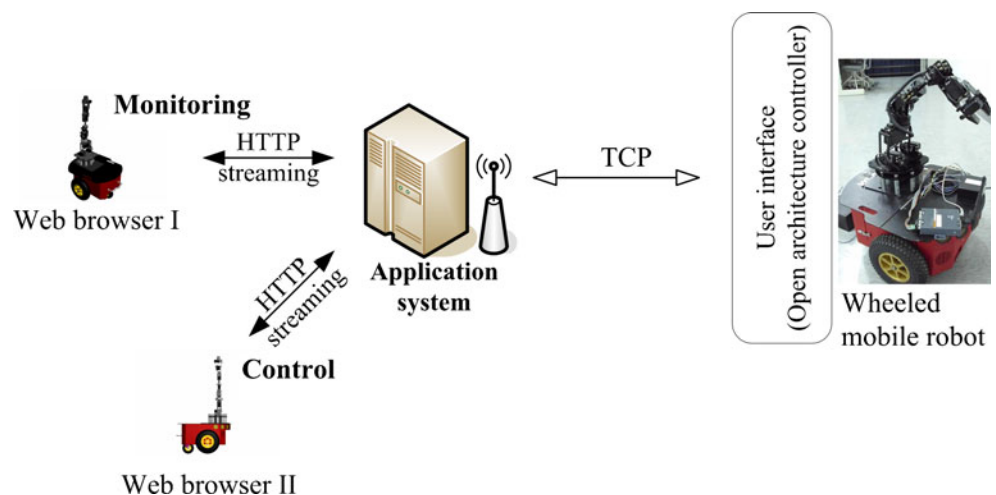 Monitoring
HTTP
streaming
Web browser I
HTTP
streaming
Control
Web browser II
Application
system
TCP
User interface
(Open architecture controller)
Wheeled
mobile robot